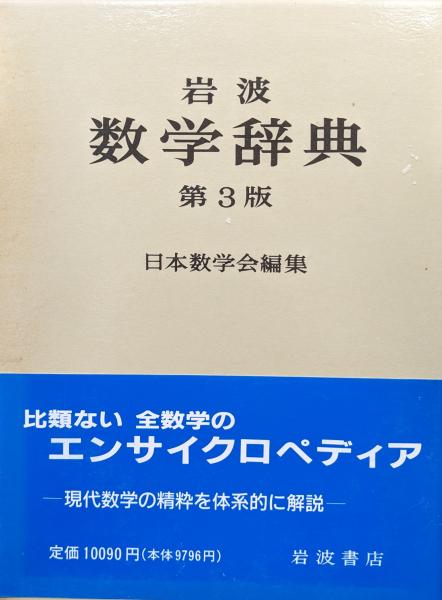 岩波
数学辞典
第3版
日本数学会編集
比類ない 全数学の
エンサイクロペディア
―現代数学の精粋を体系的に解説―
定価10090円(本体9796円) 岩波書店